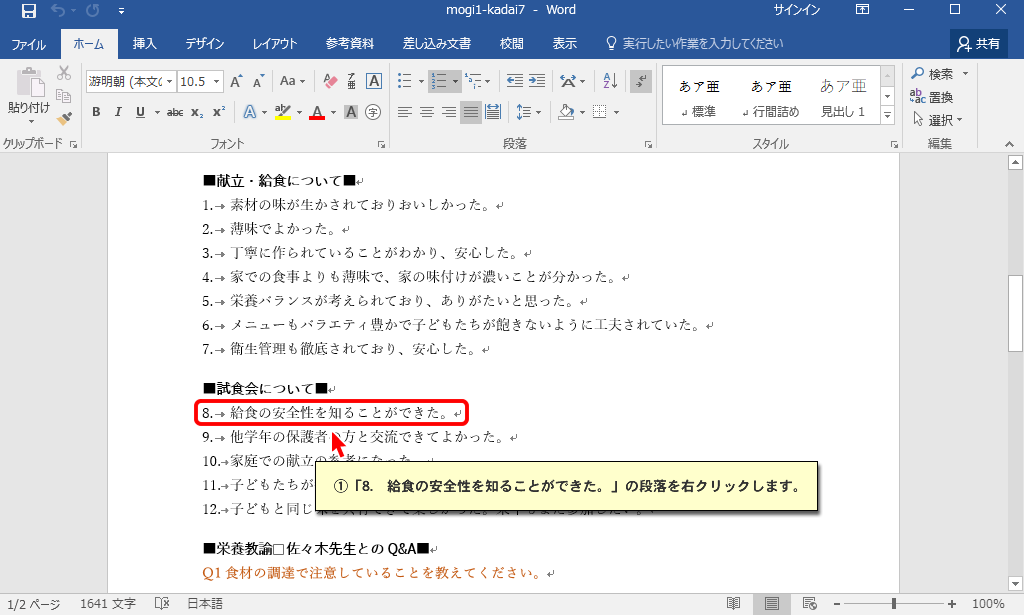 mogi1-kadai7 - Word
サインイン
ファイル ホーム 挿入 デザイン レイアウト 参考資料 差し込み文書 校閲 表示 実行したい作業を入力してください 共有
貼り付け
游明朝 (本文(
10.5
A A Aa ア亜 A
B I U abc x₂ x² A ab A A 字
あア亜 あア亜 あア亜
↲ 標準 ↲ 行間詰め 見出し 1
検索
置換
選択
クリップボード フォント 段落 スタイル 編集
■献立・給食について■↲
1.→ 素材の味が生かされておりおいしかった。↲
2.→ 薄味でよかった。↲
3.→ 丁寧に作られていることがわかり、安心した。↲
4.→ 家での食事よりも薄味で、家の味付けが濃いことが分かった。↲
5.→ 栄養バランスが考えられており、ありがたいと思った。↲
6.→ メニューもバラエティ豊かで子どもたちが飽きないように工夫されていた。↲
7.→ 衛生管理も徹底されており、安心した。↲
■試食会について■↲
8.→ 給食の安全性を知ることができた。↲
9.→ 他学年の保護者の方と交流できてよかった。↲
10.→家庭での献立の参考になった。↲
①「8. 給食の安全性を知ることができた。」の段落を右クリックします。
11.→子どもたちが
12.→子どもと同じ
■栄養教諭□佐々木先生との Q&A■↲
Q1 食材の調達で注意していることを教えてください。↲
1/2 ページ 1641 文字 日本語 100%